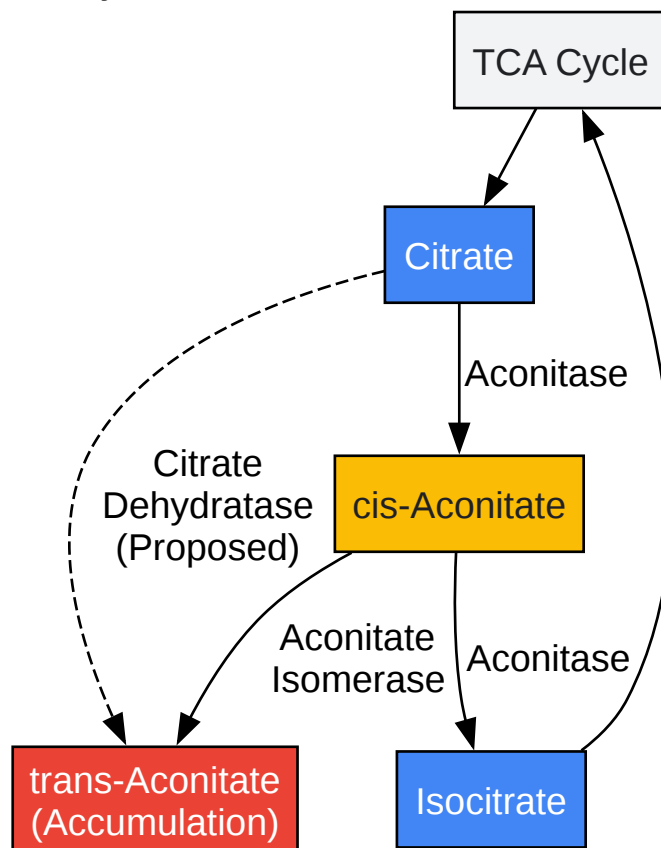 TCA Cycle
Citrate
Aconitase
Citrate
Dehydratase
(Proposed)
cis-Aconitate
Aconitate
Isomerase
Aconitase
trans-Aconitate
(Accumulation)
Isocitrate